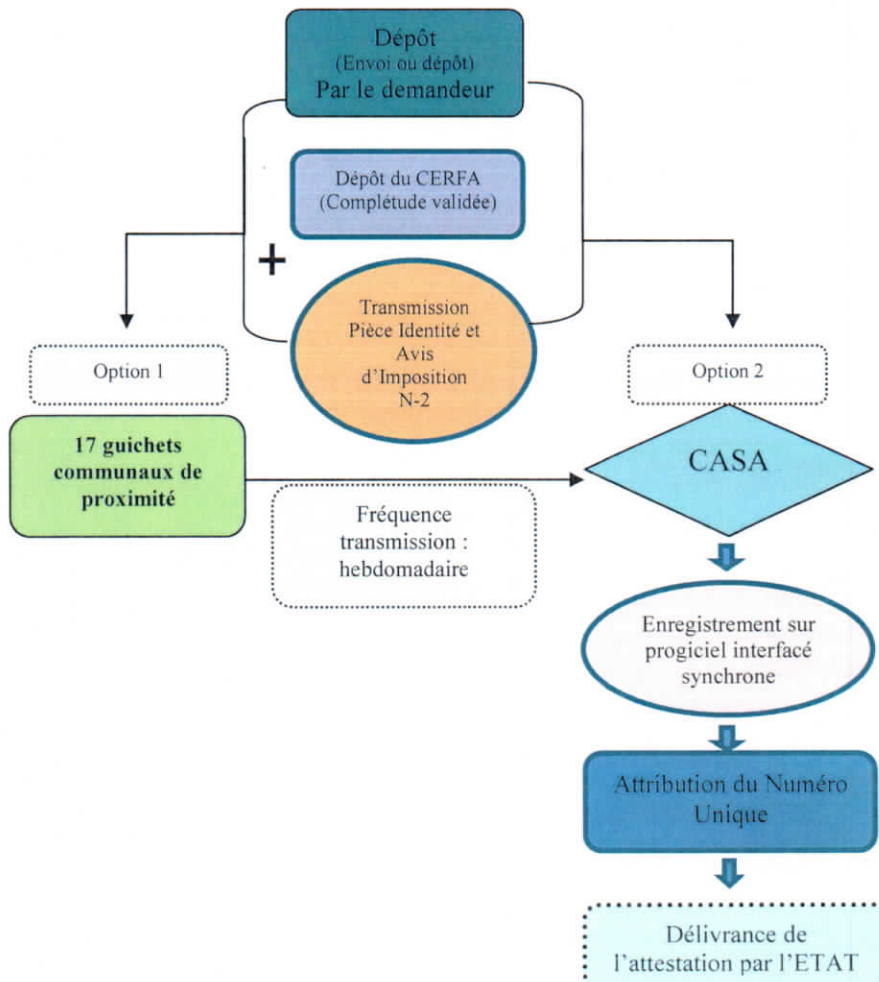 Dépôt
(Envoi ou dépôt)
Par le demandeur
Dépôt du CERFA
(Complétude validée)
+
Transmission
Pièce Identité et
Avis
d'Imposition
N-2
Option 1
Option 2
17 guichets
communaux de
proximité
CASA
Fréquence
transmission :
hebdomadaire
Enregistrement sur
progiciel interfacé
synchrone
Attribution du Numéro
Unique
Délivrance de
l'attestation par l'ETAT